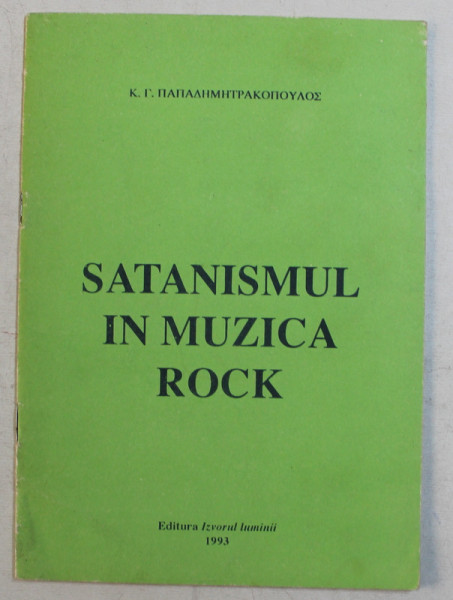 Κ. Γ. ΠΑΠΑΔΗΜΗΤΡΑΚΟΠΟΥΛΟΣ
SATANISMUL
IN MUZICA
ROCK
Editura Izvorul luminii
1993